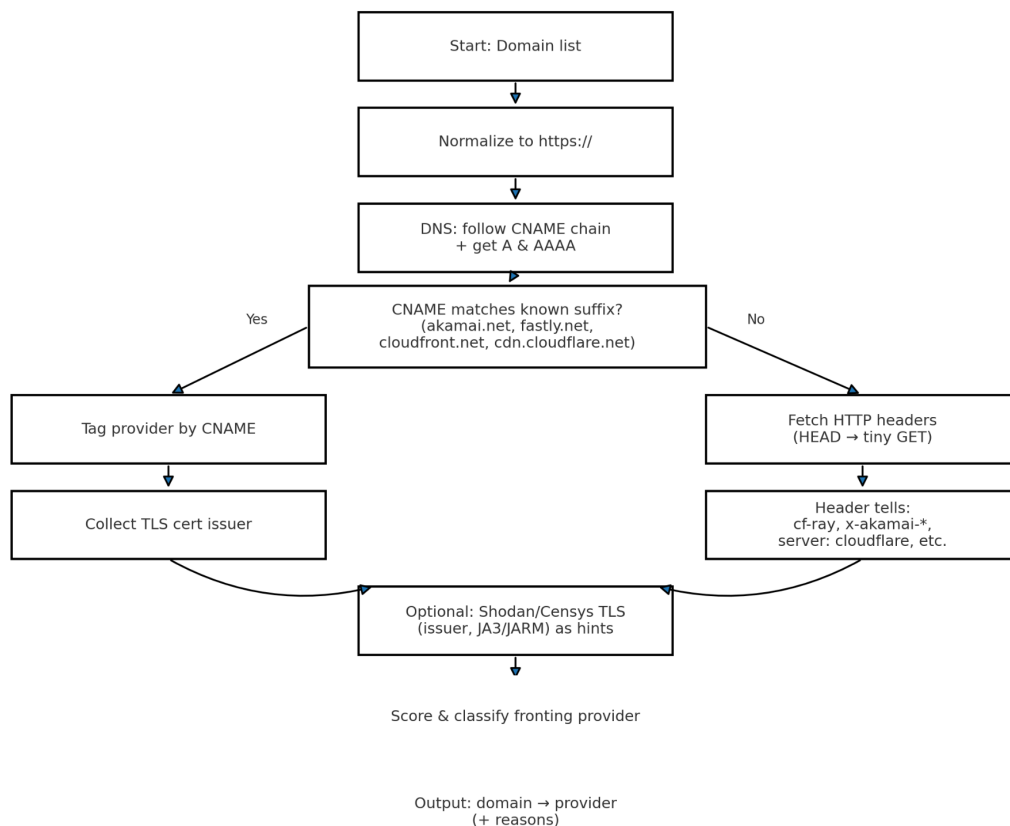 Start: Domain list
Normalize to https://
DNS: follow CNAME chain
+ get A & AAAA
CNAME matches known suffix?
(akamai.net, fastly.net,
cloudfront.net, cdn.cloudflare.net)
Yes
No
Tag provider by CNAME
Fetch HTTP headers
(HEAD → tiny GET)
Collect TLS cert issuer
Header tells:
cf-ray, x-akamai-*,
server: cloudflare, etc.
Optional: Shodan/Censys TLS
(issuer, JA3/JARM) as hints
Score & classify fronting provider
Output: domain → provider
(+ reasons)